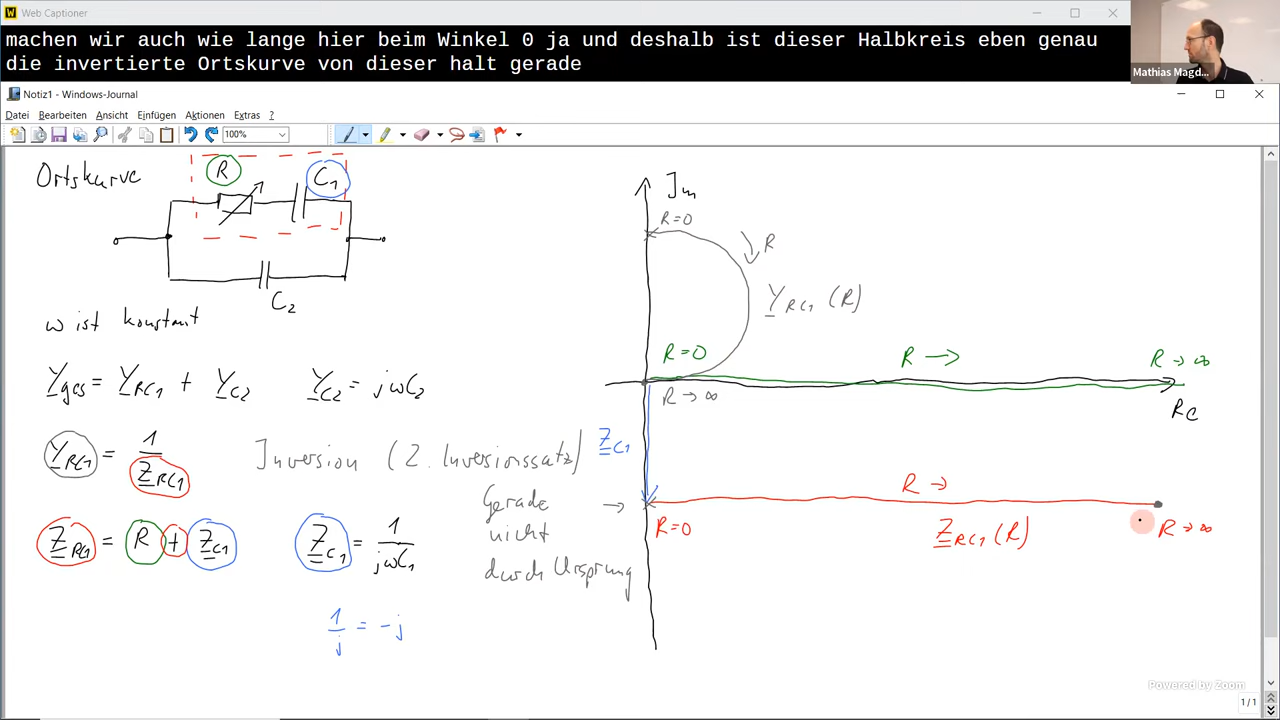 Web Captioner
machen wir auch wie lange hier beim Winkel 0 ja und deshalb ist dieser Halbkreis eben genau
die invertierte Ortskurve von dieser halt gerade
Mathias Magd...
Notiz1 - Windows-Journal
Datei Bearbeiten Ansicht Einfügen Aktionen Extras ?
100%
Ortskurve
R
C1
C2
ω ist konstant
Yges = YRC1 + YC2 YC2 = jωC2
YRC1 = 1/ZRC1
Inversion (2. Inversionssatz)
Gerade
nicht
durch Ursprung
ZRC1 = R + ZC1 ZC1 = 1/jωC1
1/j = -j
Im
R=0
R
YRC1 (R)
R=0 R → R→∞
R→∞
Re
ZC1
R →
R=0
ZRC1 (R)
R→∞
Powered by Zoom
1/1